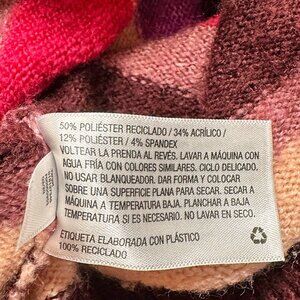 50% POLIÉSTER RECICLADO / 34% ACRÍLICO /
12% POLIÉSTER / 4% SPANDEX
VOLTEAR LA PRENDA AL REVÉS. LAVAR A MÁQUINA CON
AGUA FRÍA CON COLORES SIMILARES. CICLO DELICADO.
NO USAR BLANQUEADOR. DAR FORMA Y COLOCAR
SOBRE UNA SUPERFICIE PLANA PARA SECAR. SECAR A
MÁQUINA A TEMPERATURA BAJA. PLANCHAR A BAJA
TEMPERATURA SI ES NECESARIO. NO LAVAR EN SECO.
ETIQUETA ELABORADA CON PLÁSTICO
100% RECICLADO